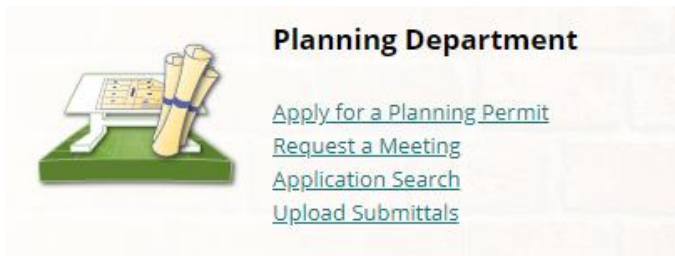 Planning Department
Apply for a Planning Permit
Request a Meeting
Application Search
Upload Submittals